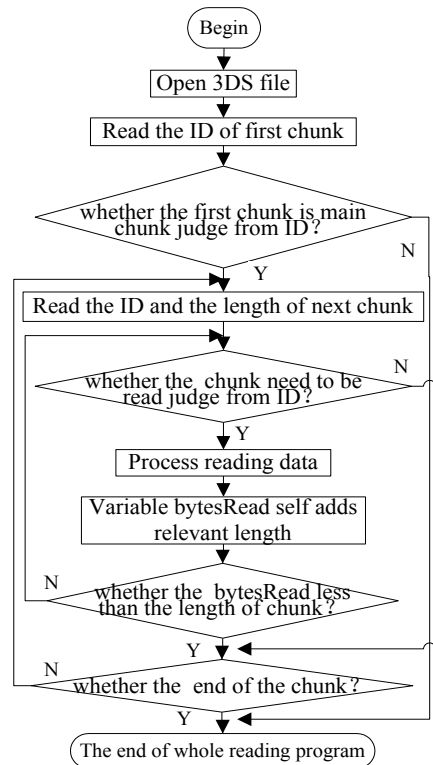 Begin
Open 3DS file
Read the ID of first chunk
whether the first chunk is main
chunk judge from ID?
N
Y
Read the ID and the length of next chunk
N
whether the chunk need to be
read judge from ID?
Y
Process reading data
Variable bytesRead self adds
relevant length
N
whether the bytesRead less
than the length of chunk?
Y
N
whether the end of the chunk?
Y
The end of whole reading program